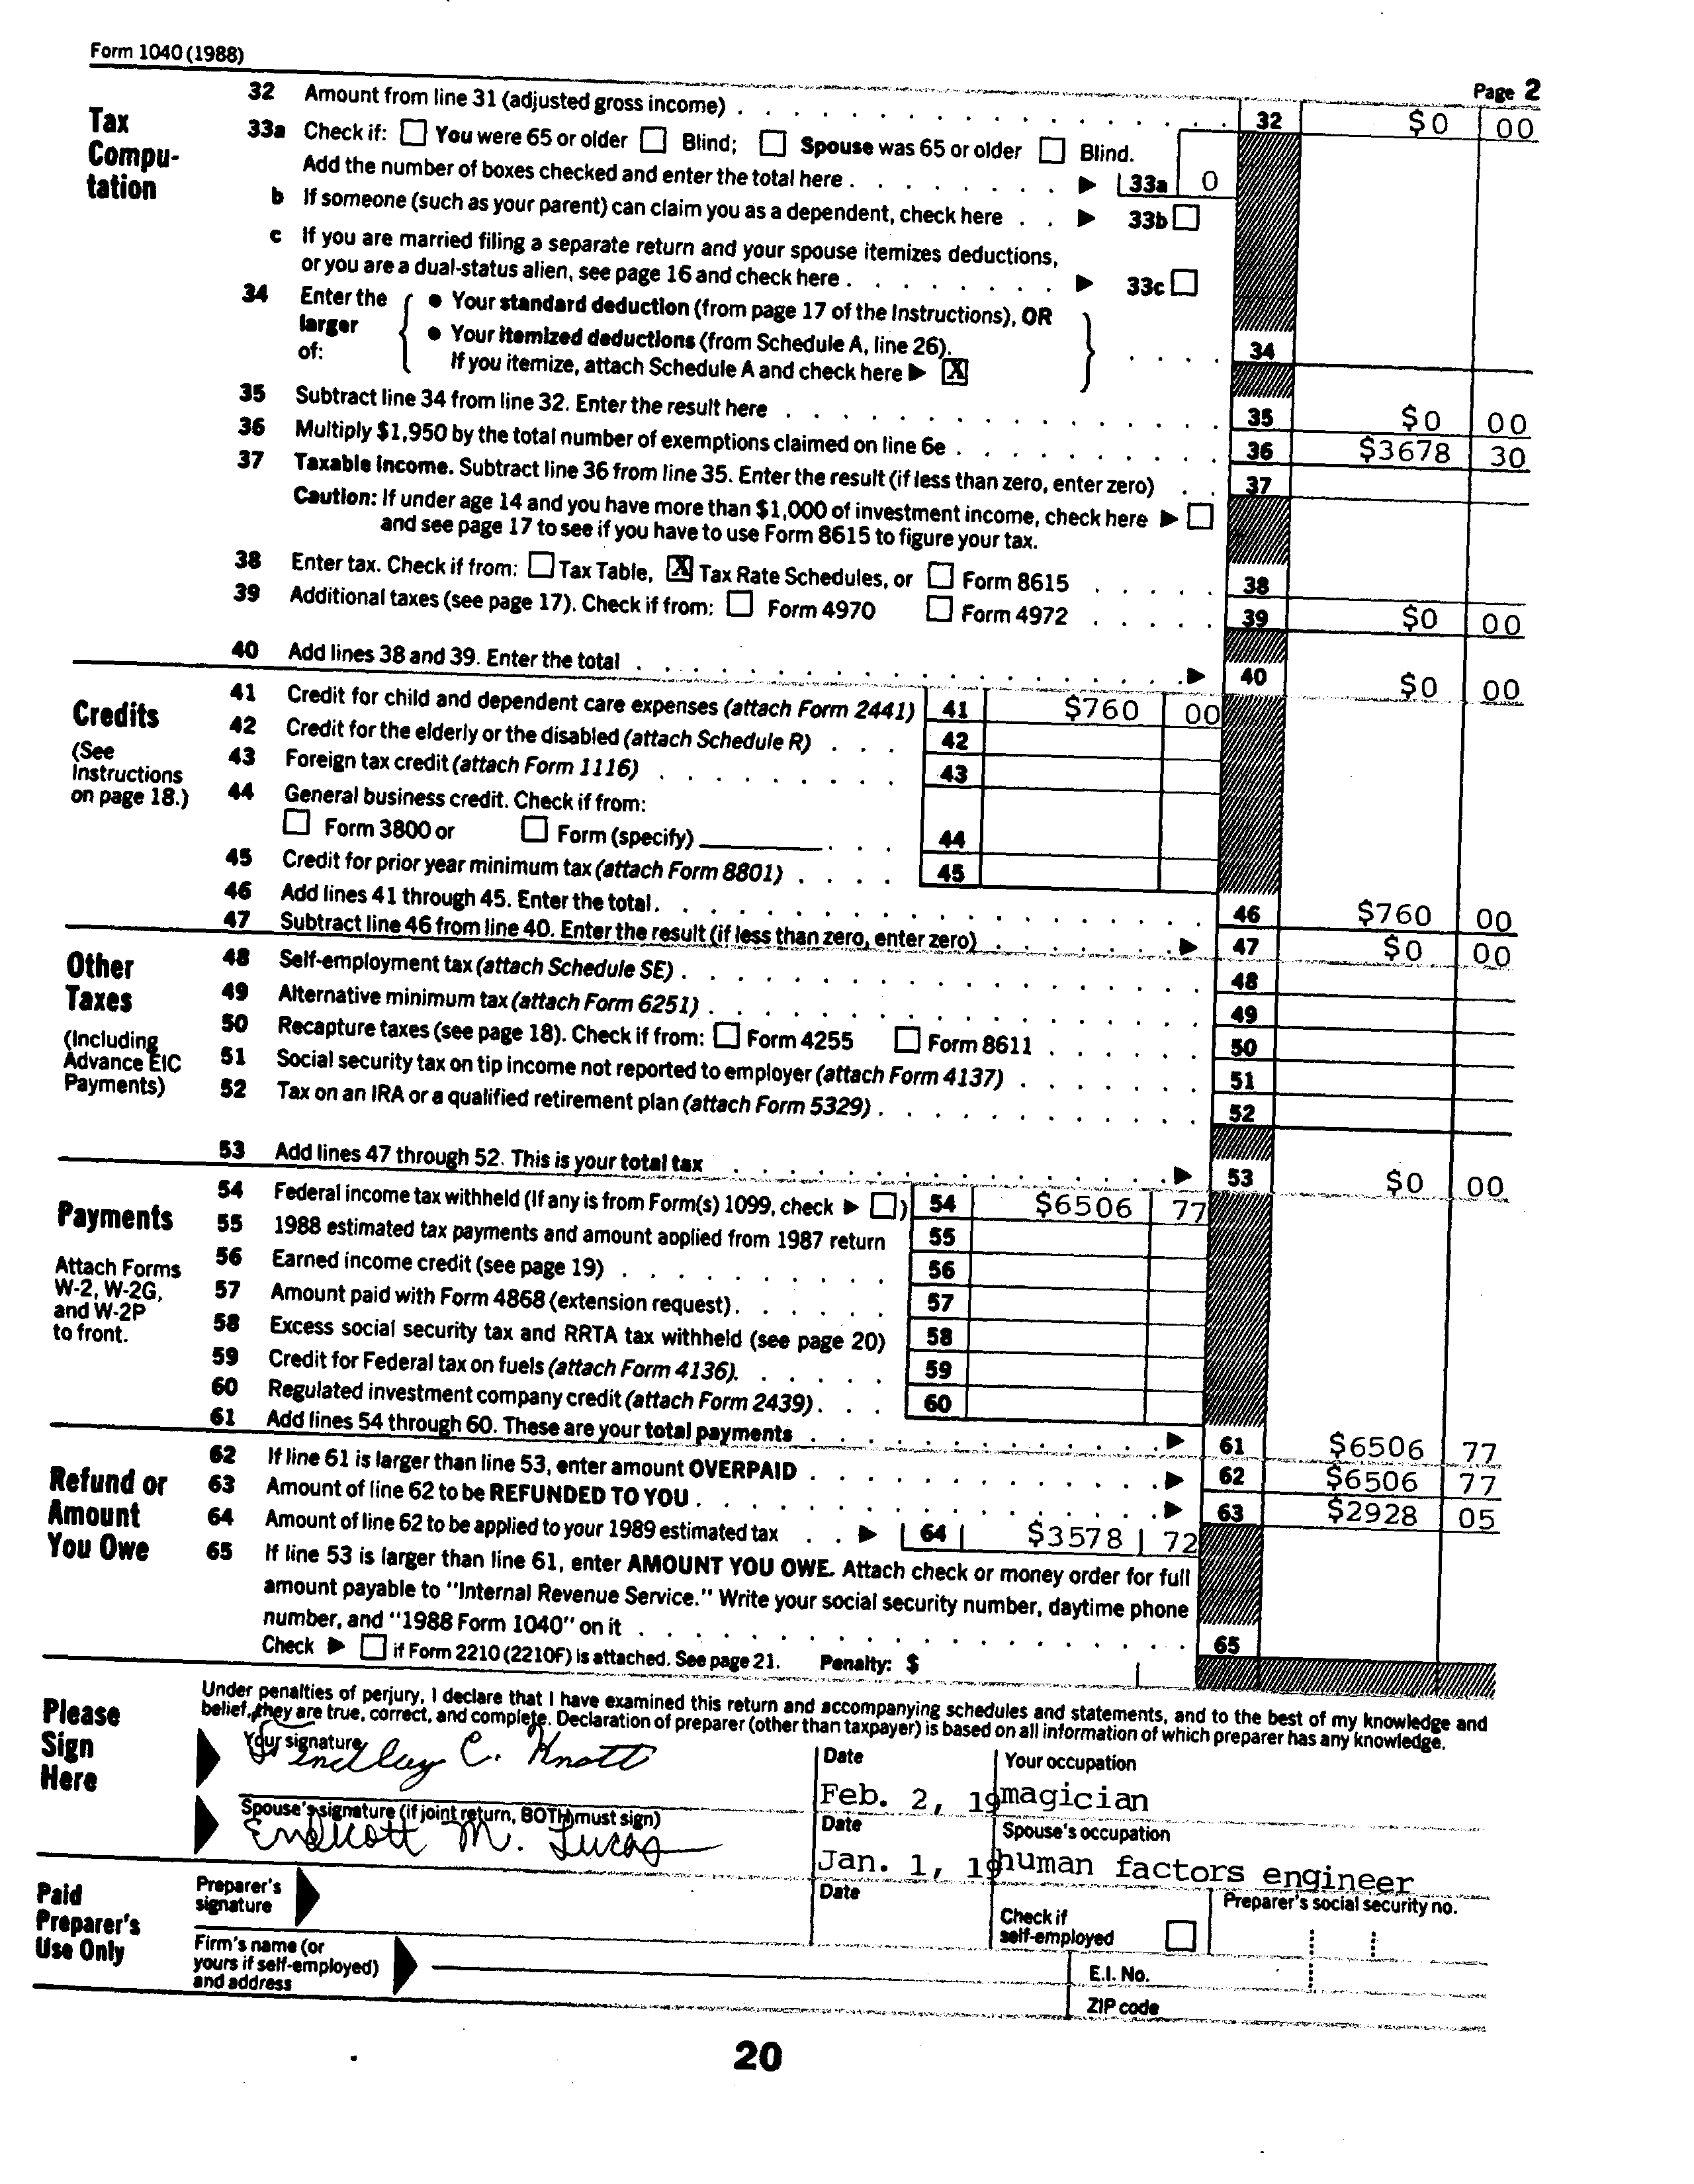 Form 1040 (1988)
Page 2
Tax Compu-tation
32 Amount from line 31 (adjusted gross income) . . . 32 $0 00
33a Check if: You were 65 or older Blind; Spouse was 65 or older Blind.
Add the number of boxes checked and enter the total here . . . 33a 0
b If someone (such as your parent) can claim you as a dependent, check here . . 33b
c If you are married filing a separate return and your spouse itemizes deductions,
or you are a dual-status alien, see page 16 and check here . . . 33c
34 Enter the larger of: { • Your standard deduction (from page 17 of the Instructions), OR
• Your itemized deductions (from Schedule A, line 26).
If you itemize, attach Schedule A and check here X } . . . . 34
35 Subtract line 34 from line 32. Enter the result here . . . 35 $0 00
36 Multiply $1,950 by the total number of exemptions claimed on line 6e . . . 36 $3678 30
37 Taxable income. Subtract line 36 from line 35. Enter the result (if less than zero, enter zero) . . 37
Caution: If under age 14 and you have more than $1,000 of investment income, check here
and see page 17 to see if you have to use Form 8615 to figure your tax.
38 Enter tax. Check if from: Tax Table, X Tax Rate Schedules, or Form 8615 . . . 38
39 Additional taxes (see page 17). Check if from: Form 4970 Form 4972 . . . 39 $0 00
40 Add lines 38 and 39. Enter the total . . . 40 $0 00
Credits
(See Instructions on page 18.)
41 Credit for child and dependent care expenses (attach Form 2441) 41 $760 00
42 Credit for the elderly or the disabled (attach Schedule R) . . . 42
43 Foreign tax credit (attach Form 1116) . . . 43
44 General business credit. Check if from:
Form 3800 or Form (specify) . . . 44
45 Credit for prior year minimum tax (attach Form 8801) . . . . 45
46 Add lines 41 through 45. Enter the total . . . 46 $760 00
47 Subtract line 46 from line 40. Enter the result (if less than zero, enter zero) . . . 47 $0 00
Other Taxes
(Including Advance EIC Payments)
48 Self-employment tax (attach Schedule SE) . . . 48
49 Alternative minimum tax (attach Form 6251) . . . 49
50 Recapture taxes (see page 18). Check if from: Form 4255 Form 8611 . . . 50
51 Social security tax on tip income not reported to employer (attach Form 4137) . . . 51
52 Tax on an IRA or a qualified retirement plan (attach Form 5329) . . . 52
53 Add lines 47 through 52. This is your total tax . . . 53 $0 00
Payments
Attach Forms W-2, W-2G, and W-2P to front.
54 Federal income tax withheld (If any is from Form(s) 1099, check ) 54 $6506 77
55 1988 estimated tax payments and amount applied from 1987 return 55
56 Earned income credit (see page 19) . . . 56
57 Amount paid with Form 4868 (extension request) . . . 57
58 Excess social security tax and RRTA tax withheld (see page 20) 58
59 Credit for Federal tax on fuels (attach Form 4136). . . . 59
60 Regulated investment company credit (attach Form 2439) . . . 60
61 Add lines 54 through 60. These are your total payments . . . 61 $6506 77
Refund or Amount You Owe
62 If line 61 is larger than line 53, enter amount OVERPAID . . . 62 $6506 77
63 Amount of line 62 to be REFUNDED TO YOU . . . 63 $2928 05
64 Amount of line 62 to be applied to your 1989 estimated tax . . 64 $3578 72
65 If line 53 is larger than line 61, enter AMOUNT YOU OWE. Attach check or money order for full
amount payable to "Internal Revenue Service." Write your social security number, daytime phone
number, and "1988 Form 1040" on it . . . 65
Check if Form 2210 (2210F) is attached. See page 21. Penalty: $
Please Sign Here
Under penalties of perjury, I declare that I have examined this return and accompanying schedules and statements, and to the best of my knowledge and
belief, they are true, correct, and complete. Declaration of preparer (other than taxpayer) is based on all information of which preparer has any knowledge.
Your signature Date Your occupation
Findlay C. Knott Feb. 2, 19 magician
Spouse's signature (if joint return, BOTH must sign) Date Spouse's occupation
Endicott M. Lucas Jan. 1, 19 human factors engineer
Paid Preparer's Use Only
Preparer's signature Date Check if self-employed Preparer's social security no.
Firm's name (or yours if self-employed) and address E.I. No.
ZIP code
20